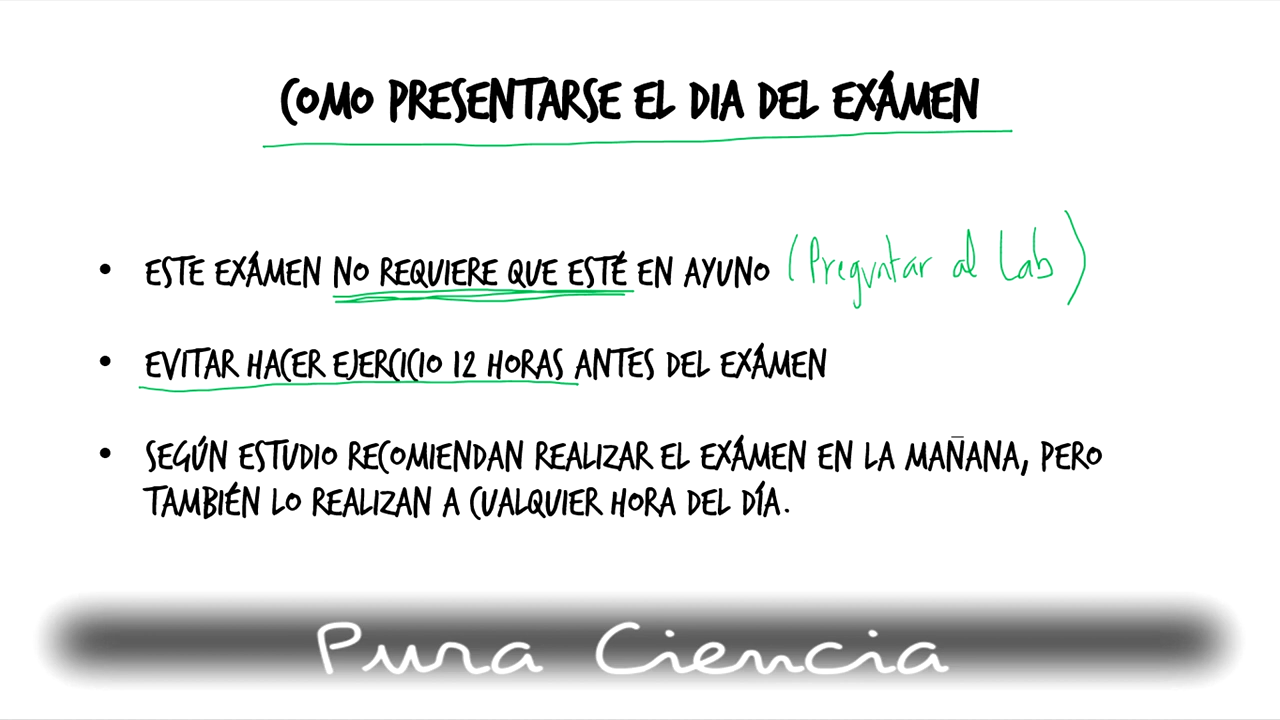 COMO PRESENTARSE EL DIA DEL EXÁMEN
• ESTE EXÁMEN NO REQUIERE QUE ESTÉ EN AYUNO (Preguntar al Lab)
• EVITAR HACER EJERCICIO 12 HORAS ANTES DEL EXÁMEN
• SEGÚN ESTUDIO RECOMIENDAN REALIZAR EL EXÁMEN EN LA MAÑANA, PERO
TAMBIÉN LO REALIZAN A CUALQUIER HORA DEL DÍA.
Pura Ciencia